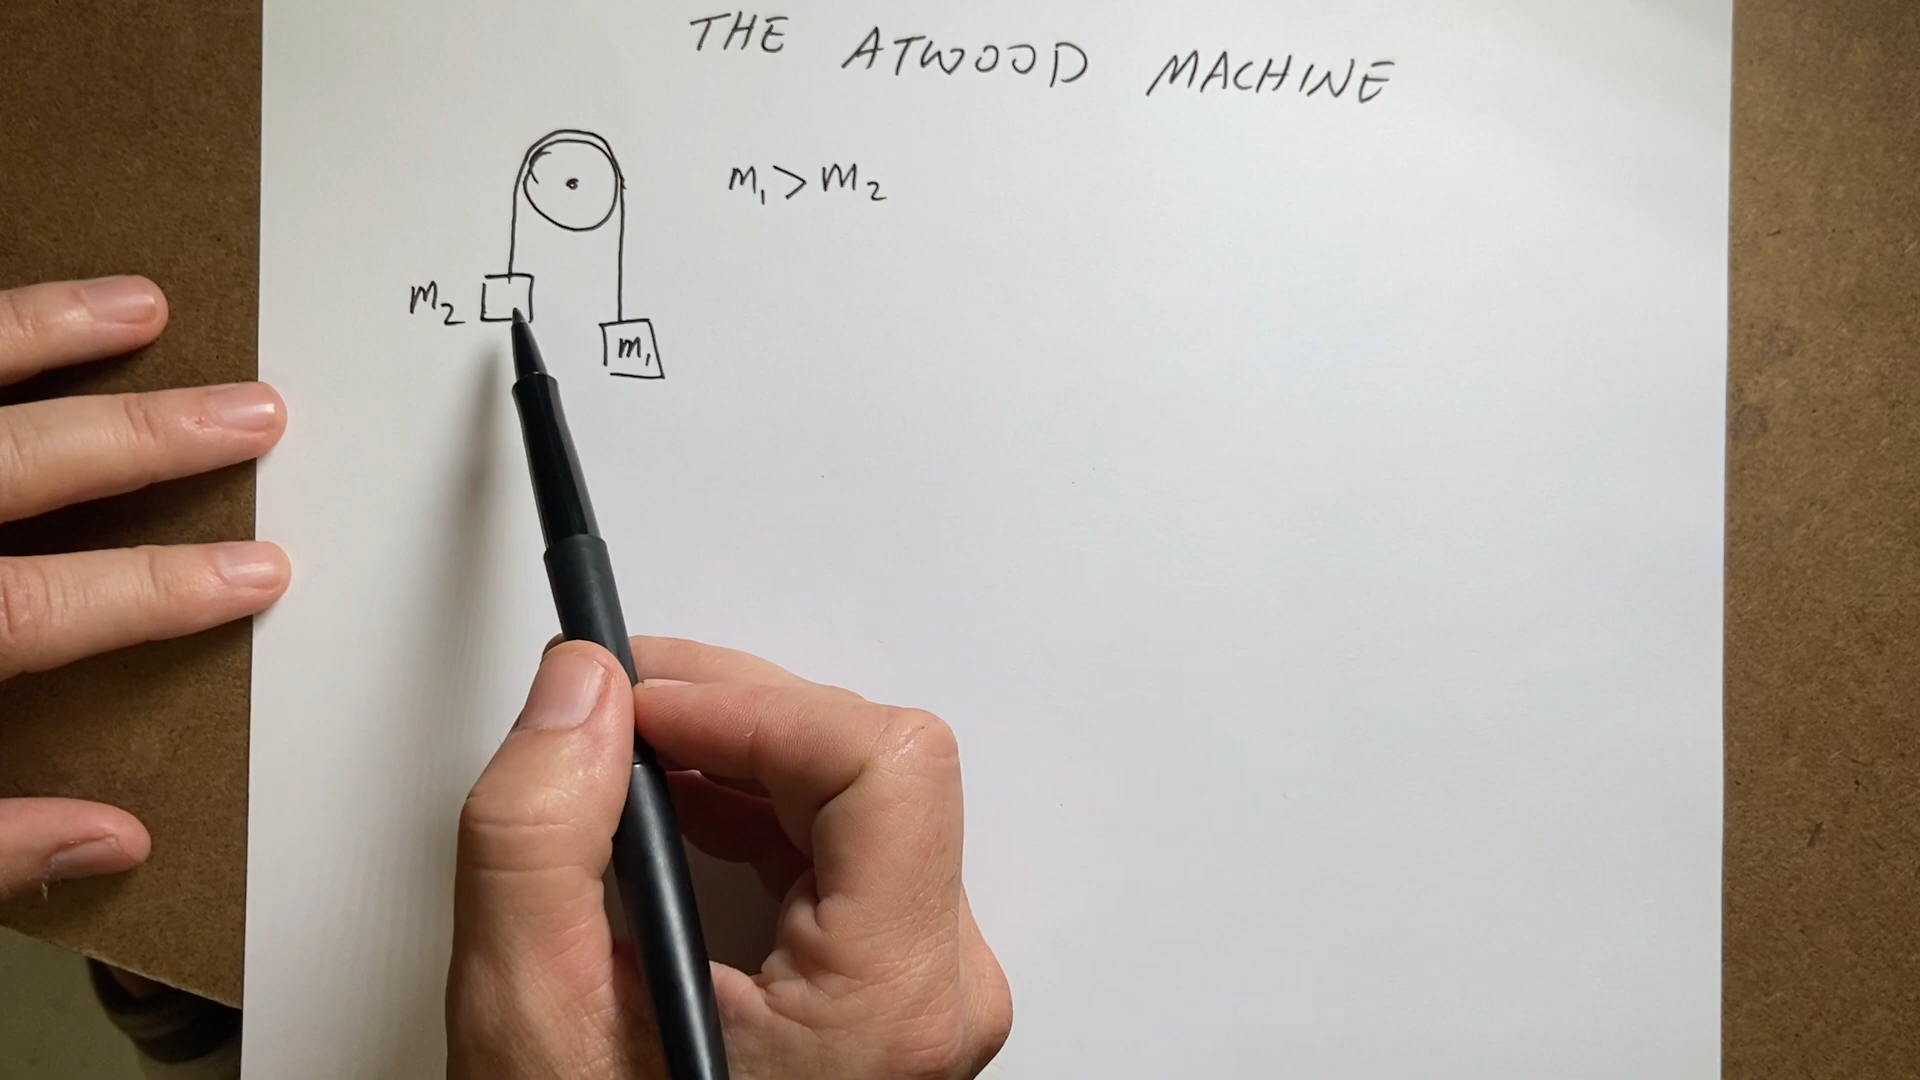 THE ATWOOD MACHINE
m₁ > m₂
m₂
m₁